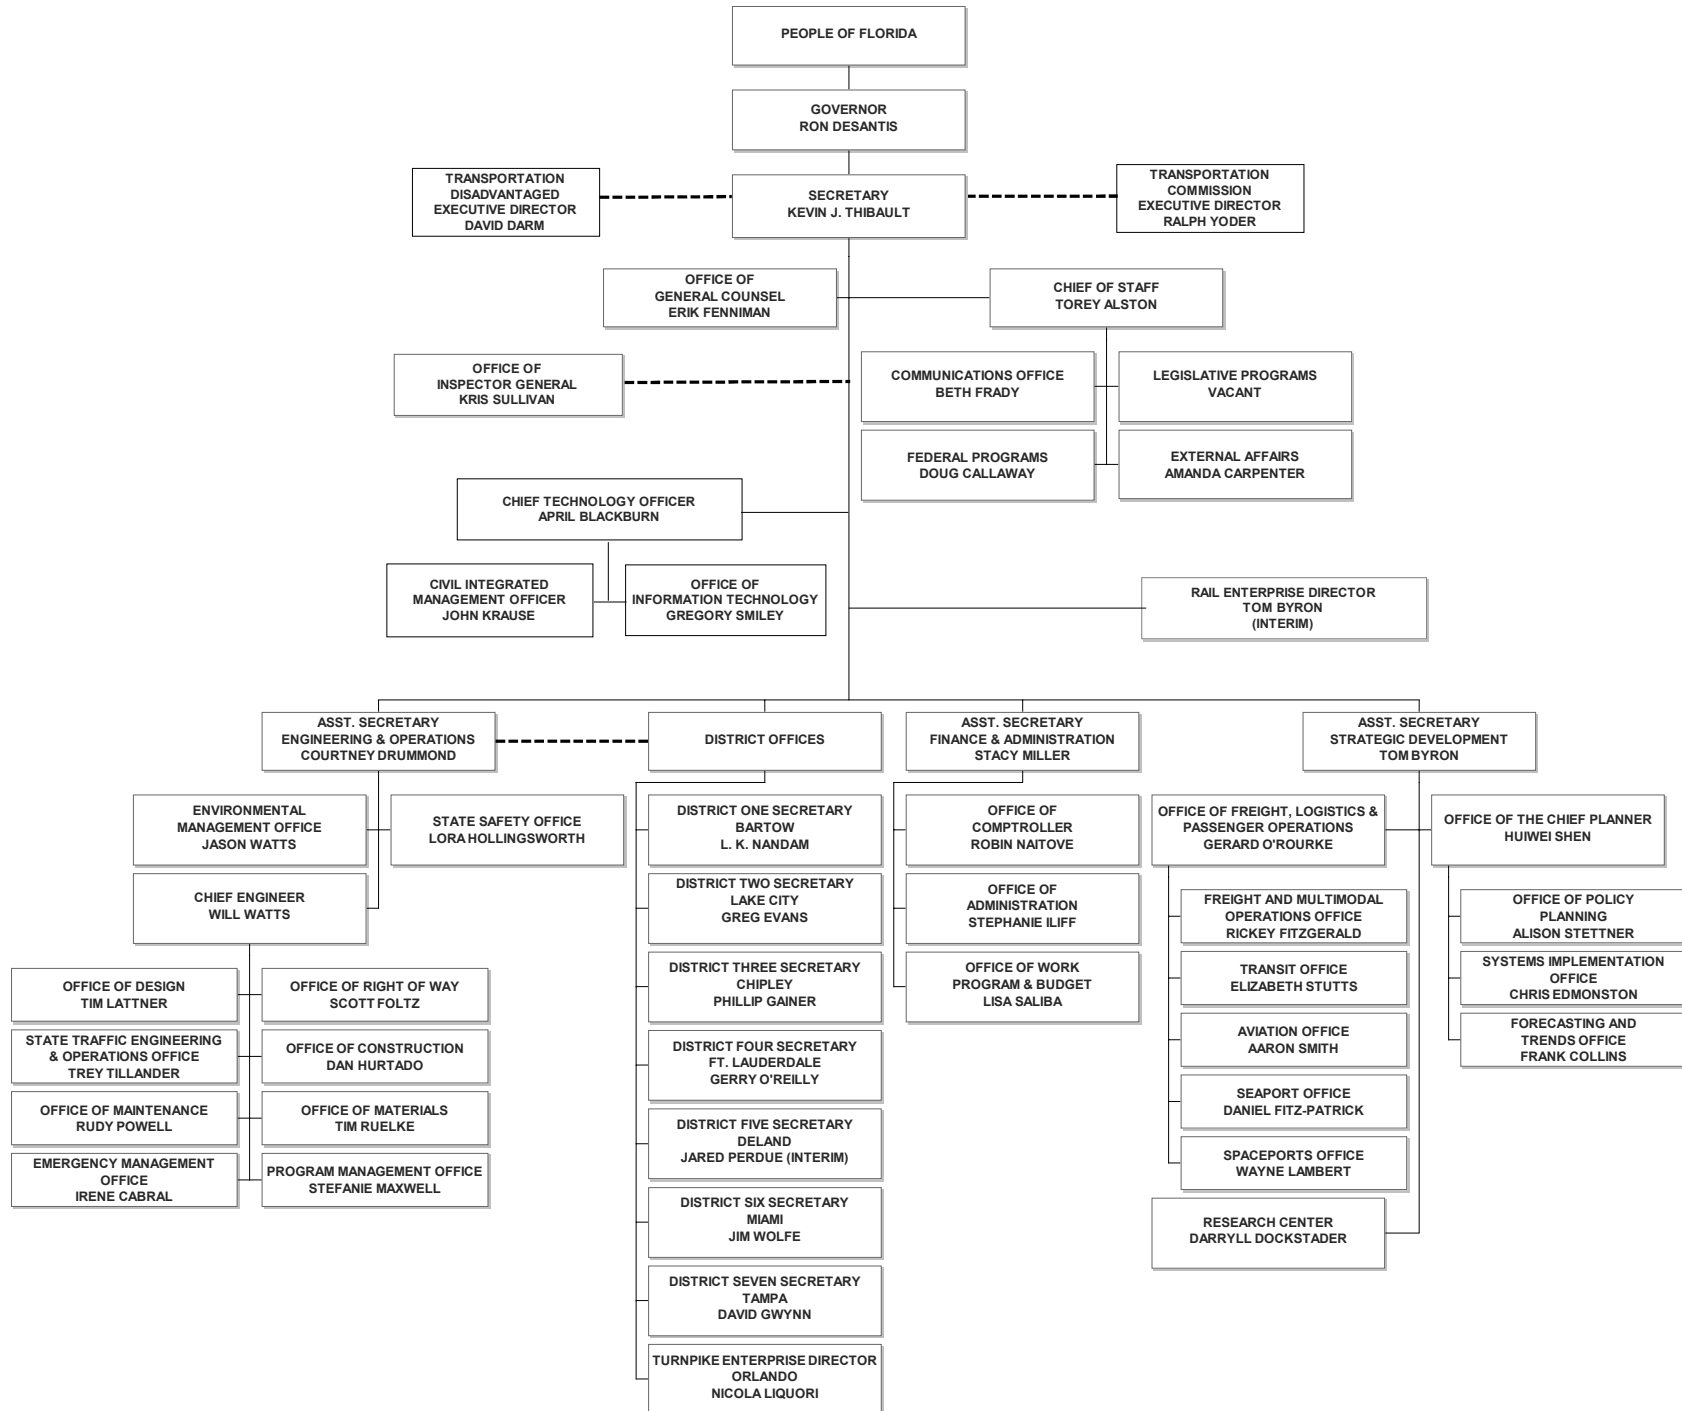 PEOPLE OF FLORIDA
GOVERNOR
RON DESANTIS
TRANSPORTATION
DISADVANTAGED
EXECUTIVE DIRECTOR
DAVID DARM
SECRETARY
KEVIN J. THIBAULT
TRANSPORTATION
COMMISSION
EXECUTIVE DIRECTOR
RALPH YODER
OFFICE OF
GENERAL COUNSEL
ERIK FENNIMAN
CHIEF OF STAFF
TOREY ALSTON
OFFICE OF
INSPECTOR GENERAL
KRIS SULLIVAN
COMMUNICATIONS OFFICE
BETH FRADY
LEGISLATIVE PROGRAMS
VACANT
FEDERAL PROGRAMS
DOUG CALLAWAY
EXTERNAL AFFAIRS
AMANDA CARPENTER
CHIEF TECHNOLOGY OFFICER
APRIL BLACKBURN
CIVIL INTEGRATED
MANAGEMENT OFFICER
JOHN KRAUSE
OFFICE OF
INFORMATION TECHNOLOGY
GREGORY SMILEY
RAIL ENTERPRISE DIRECTOR
TOM BYRON
(INTERIM)
ASST. SECRETARY
ENGINEERING & OPERATIONS
COURTNEY DRUMMOND
DISTRICT OFFICES
ASST. SECRETARY
FINANCE & ADMINISTRATION
STACY MILLER
ASST. SECRETARY
STRATEGIC DEVELOPMENT
TOM BYRON
ENVIRONMENTAL
MANAGEMENT OFFICE
JASON WATTS
STATE SAFETY OFFICE
LORA HOLLINGSWORTH
CHIEF ENGINEER
WILL WATTS
OFFICE OF DESIGN
TIM LATTNER
OFFICE OF RIGHT OF WAY
SCOTT FOLTZ
STATE TRAFFIC ENGINEERING
& OPERATIONS OFFICE
TREY TILLANDER
OFFICE OF CONSTRUCTION
DAN HURTADO
OFFICE OF MAINTENANCE
RUDY POWELL
OFFICE OF MATERIALS
TIM RUELKE
EMERGENCY MANAGEMENT
OFFICE
IRENE CABRAL
PROGRAM MANAGEMENT OFFICE
STEFANIE MAXWELL
DISTRICT ONE SECRETARY
BARTOW
L. K. NANDAM
DISTRICT TWO SECRETARY
LAKE CITY
GREG EVANS
DISTRICT THREE SECRETARY
CHIPLEY
PHILLIP GAINER
DISTRICT FOUR SECRETARY
FT. LAUDERDALE
GERRY O'REILLY
DISTRICT FIVE SECRETARY
DELAND
JARED PERDUE (INTERIM)
DISTRICT SIX SECRETARY
MIAMI
JIM WOLFE
DISTRICT SEVEN SECRETARY
TAMPA
DAVID GWYNN
TURNPIKE ENTERPRISE DIRECTOR
ORLANDO
NICOLA LIQUORI
OFFICE OF
COMPTROLLER
ROBIN NAITOVE
OFFICE OF
ADMINISTRATION
STEPHANIE ILIFF
OFFICE OF WORK
PROGRAM & BUDGET
LISA SALIBA
OFFICE OF FREIGHT, LOGISTICS &
PASSENGER OPERATIONS
GERARD O'ROURKE
OFFICE OF THE CHIEF PLANNER
HUIWEI SHEN
FREIGHT AND MULTIMODAL
OPERATIONS OFFICE
RICKEY FITZGERALD
TRANSIT OFFICE
ELIZABETH STUTTS
AVIATION OFFICE
AARON SMITH
SEAPORT OFFICE
DANIEL FITZ-PATRICK
SPACEPORTS OFFICE
WAYNE LAMBERT
OFFICE OF POLICY
PLANNING
ALISON STETTNER
SYSTEMS IMPLEMENTATION
OFFICE
CHRIS EDMONSTON
FORECASTING AND
TRENDS OFFICE
FRANK COLLINS
RESEARCH CENTER
DARRYLL DOCKSTADER